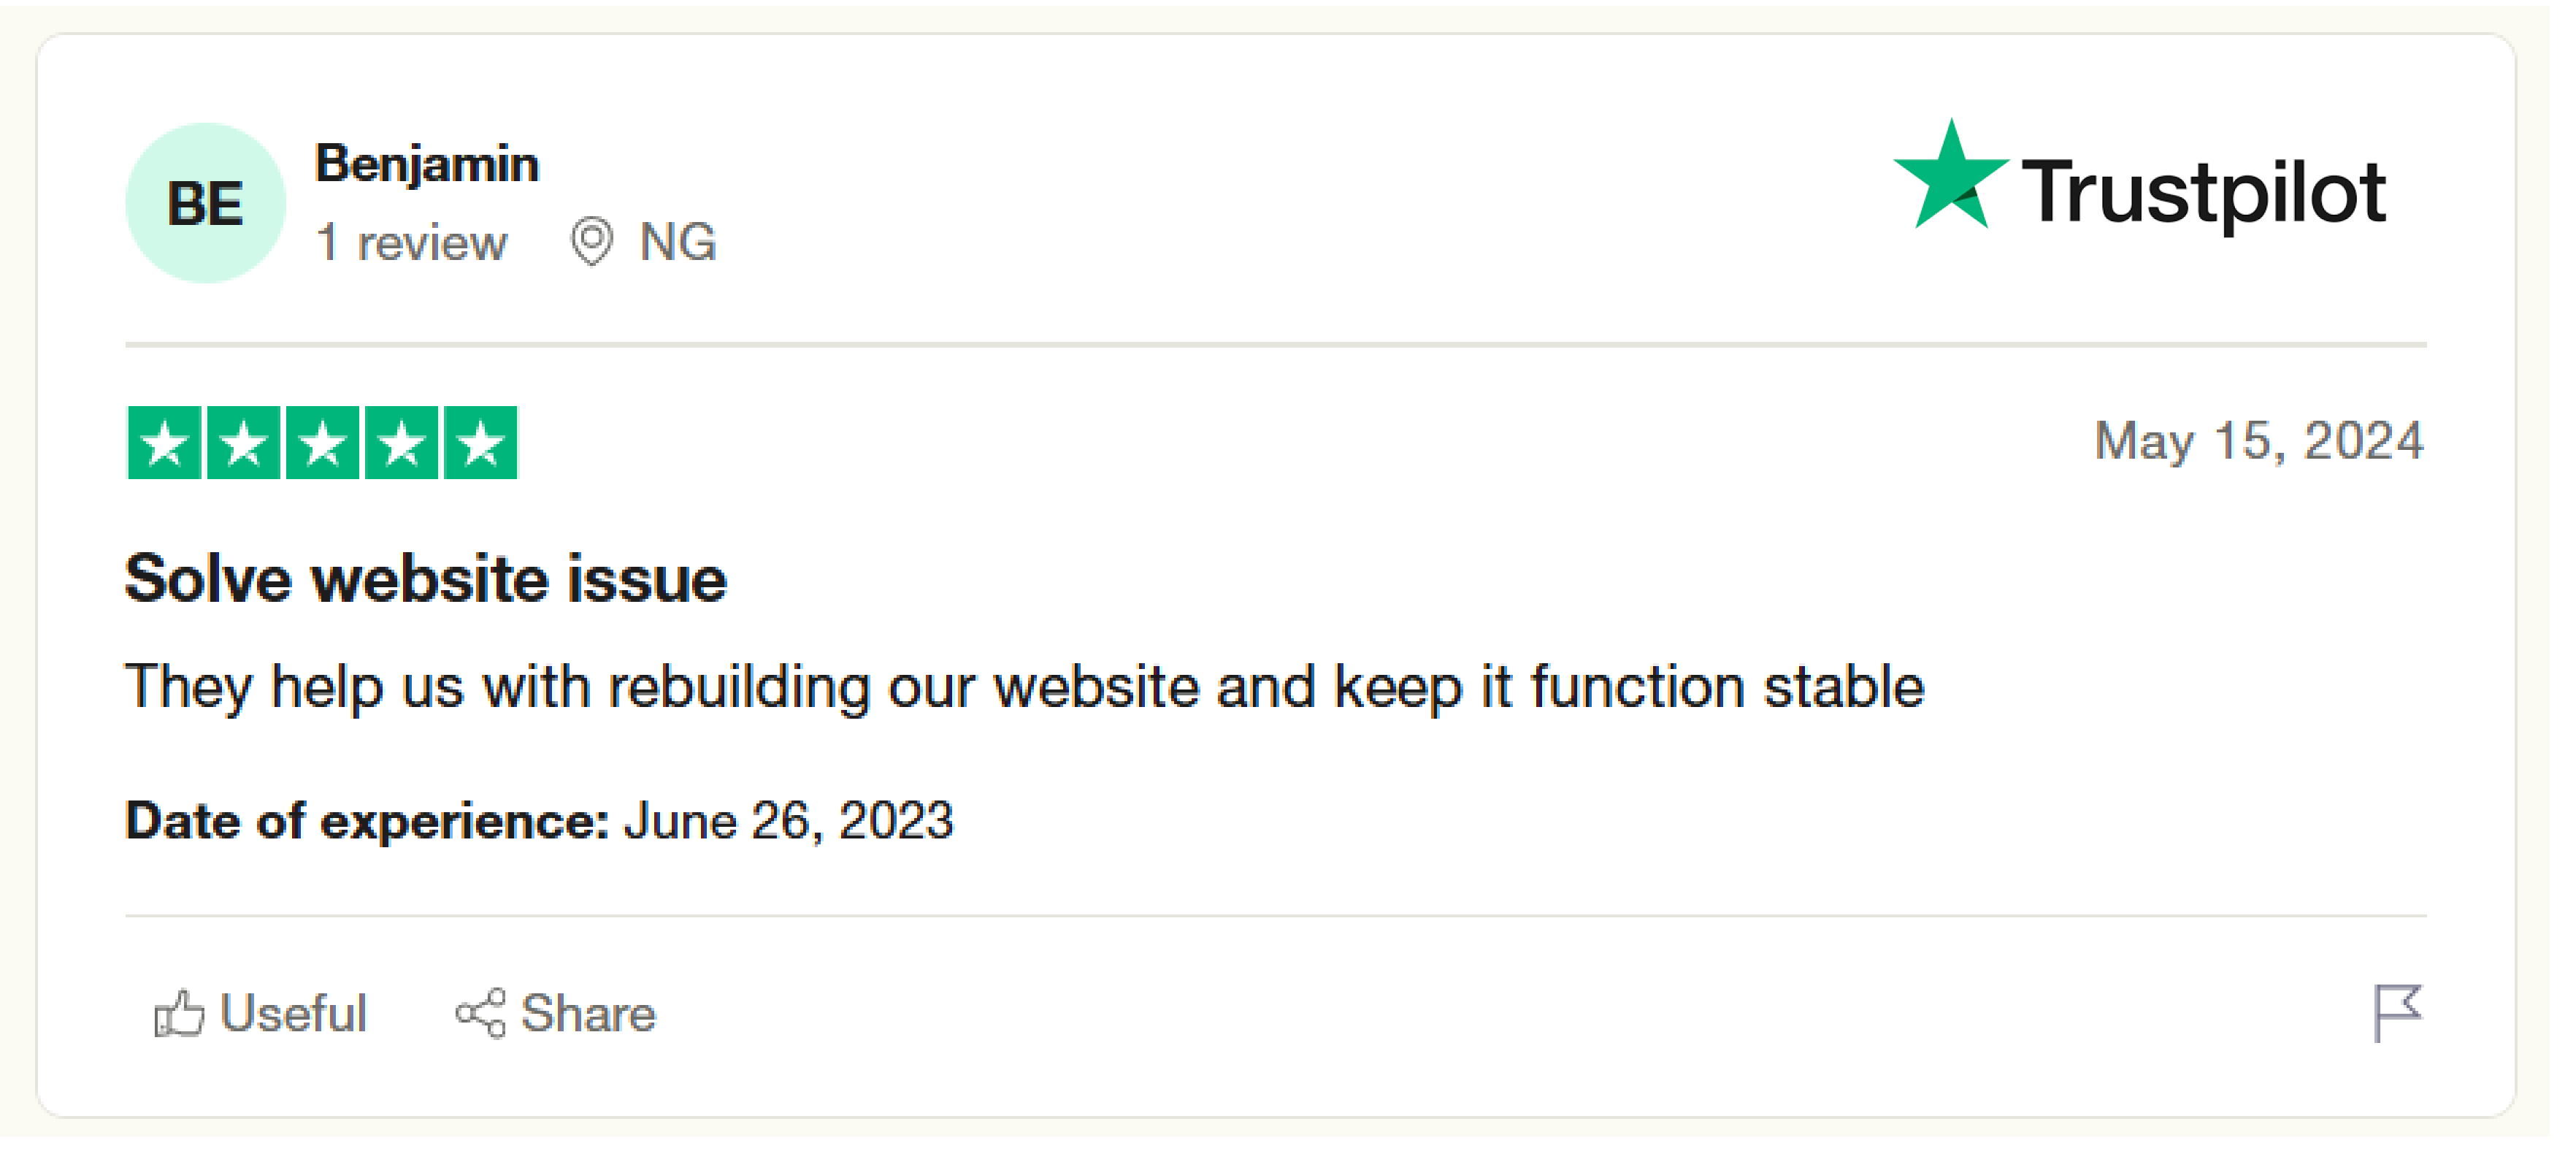 BE
Benjamin
1 review NG
Trustpilot
May 15, 2024
Solve website issue
They help us with rebuilding our website and keep it function stable
Date of experience: June 26, 2023
Useful Share